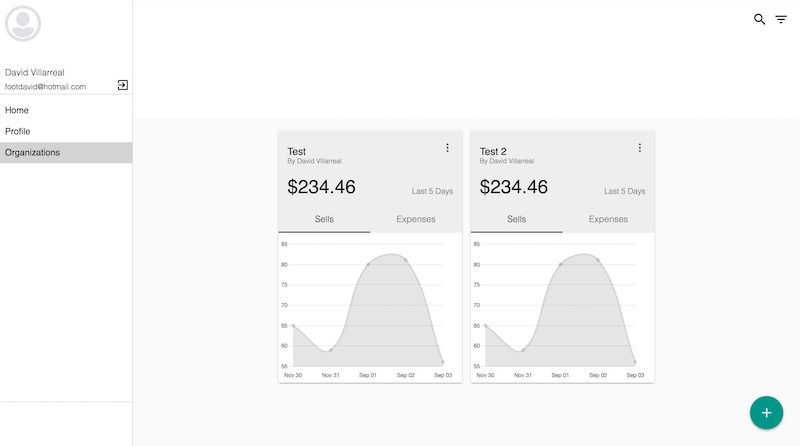 David Villarreal
footdavid@hotmail.com
Home
Profile
Organizations
Test
By David Villarreal
$234.46
Last 5 Days
Sells
Expenses
85
80
75
70
65
60
55
Nov 30
Nov 31
Sep 01
Sep 02
Sep 03
Test 2
By David Villarreal
$234.46
Last 5 Days
Sells
Expenses
85
80
75
70
65
60
55
Nov 30
Nov 31
Sep 01
Sep 02
Sep 03